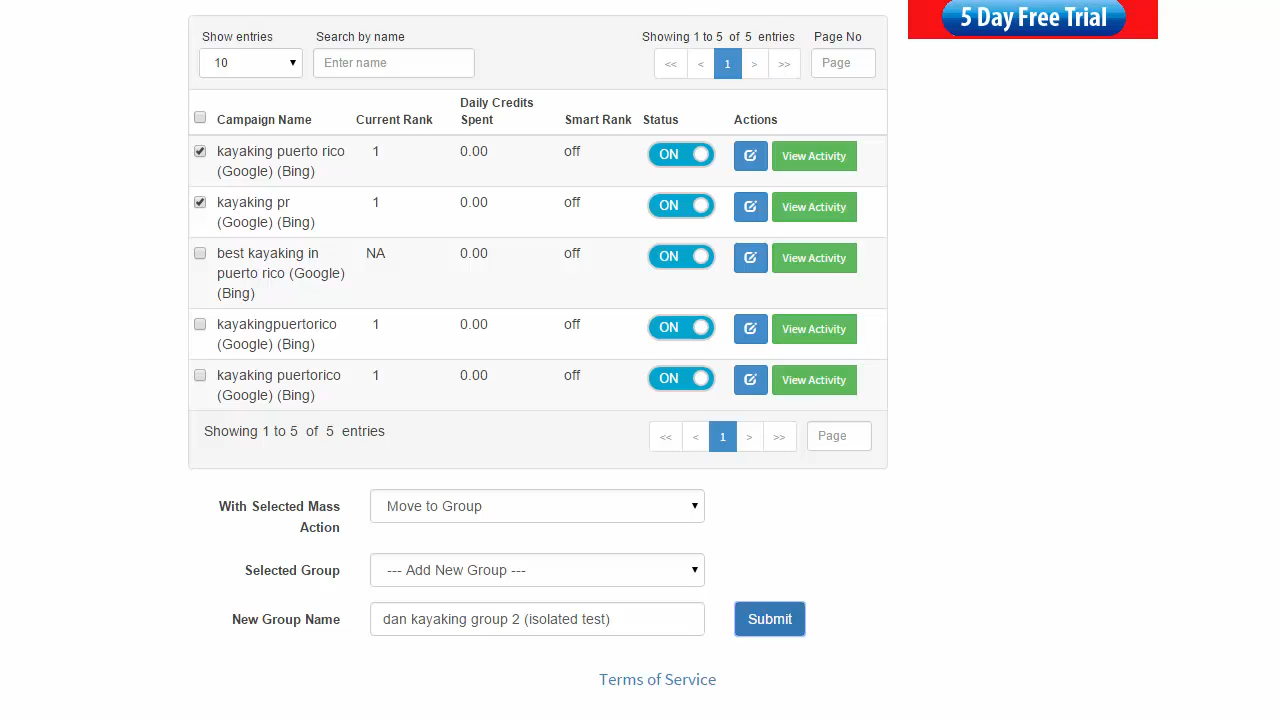 5 Day Free Trial
Show entries Search by name Showing 1 to 5 of 5 entries Page No
10 Enter name << < 1 > >> Page
Daily Credits
Campaign Name Current Rank Spent Smart Rank Status Actions
kayaking puerto rico 1 0.00 off ON View Activity
(Google) (Bing)
kayaking pr 1 0.00 off ON View Activity
(Google) (Bing)
best kayaking in NA 0.00 off ON View Activity
puerto rico (Google)
(Bing)
kayakingpuertorico 1 0.00 off ON View Activity
(Google) (Bing)
kayaking puertorico 1 0.00 off ON View Activity
(Google) (Bing)
Showing 1 to 5 of 5 entries << < 1 > >> Page
With Selected Mass Move to Group
Action
Selected Group --- Add New Group ---
New Group Name dan kayaking group 2 (isolated test) Submit
Terms of Service